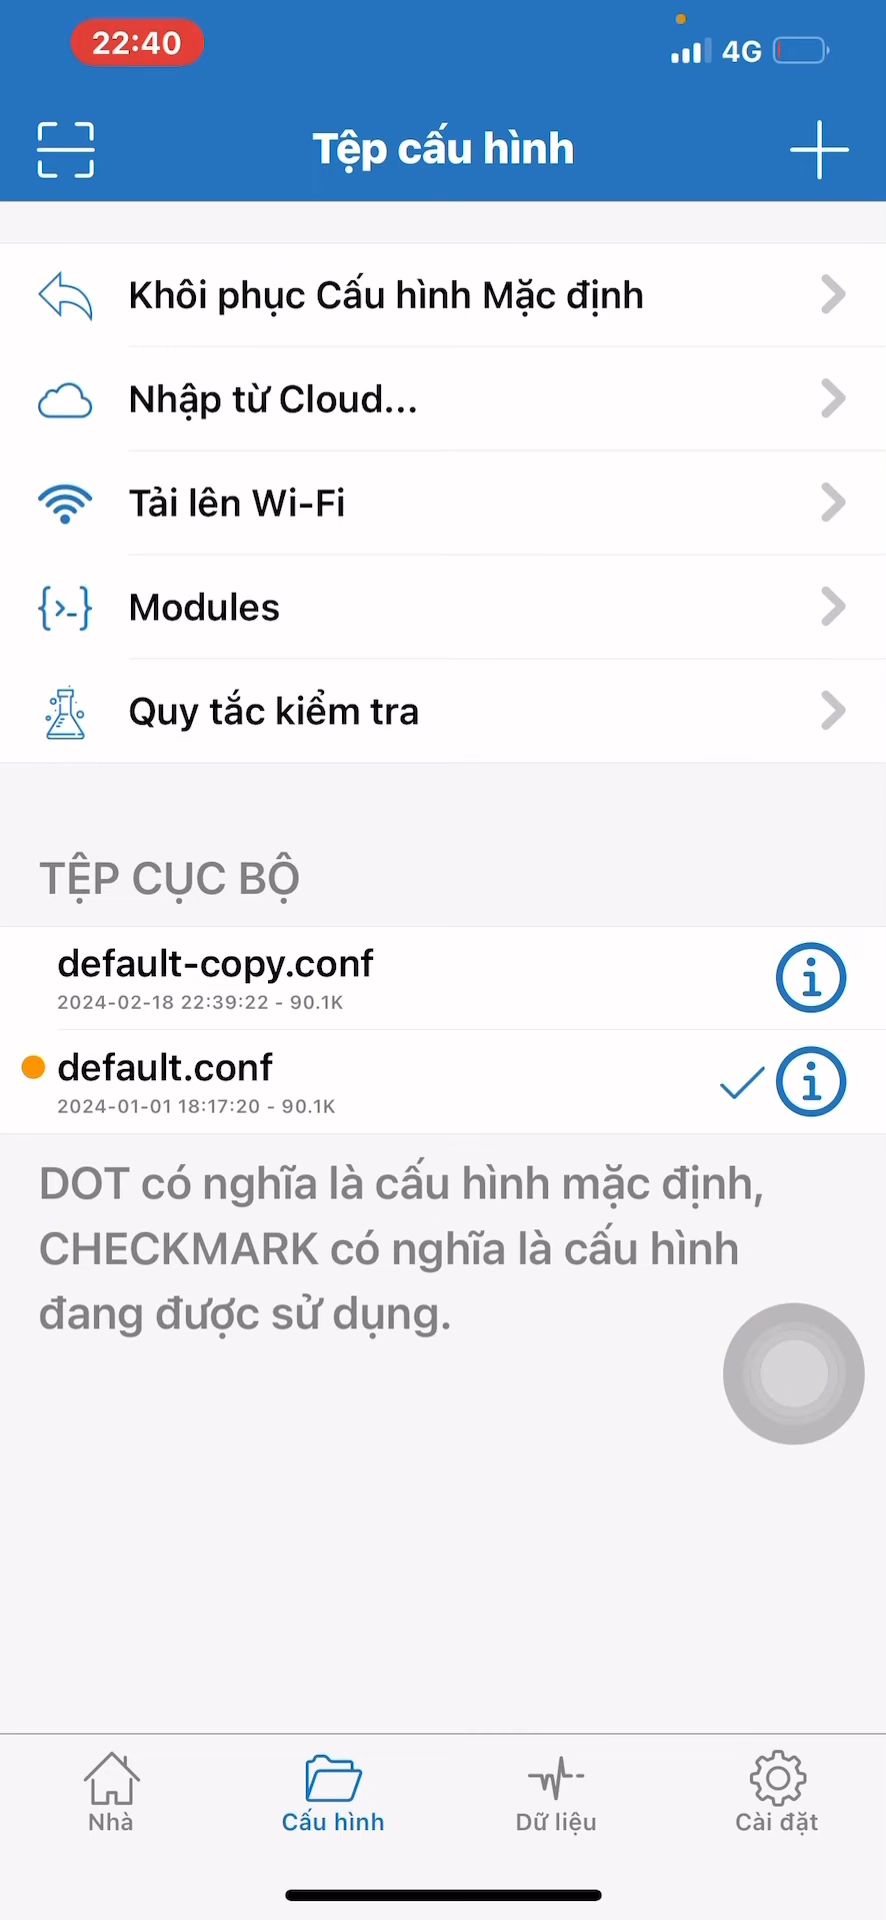 22:40
4G
Tệp cấu hình
Khôi phục Cấu hình Mặc định
Nhập từ Cloud...
Tải lên Wi-Fi
Modules
Quy tắc kiểm tra
TỆP CỤC BỘ
default-copy.conf
2024-02-18 22:39:22 - 90.1K
default.conf
2024-01-01 18:17:20 - 90.1K
DOT có nghĩa là cấu hình mặc định,
CHECKMARK có nghĩa là cấu hình
đang được sử dụng.
Nhà
Cấu hình
Dữ liệu
Cài đặt